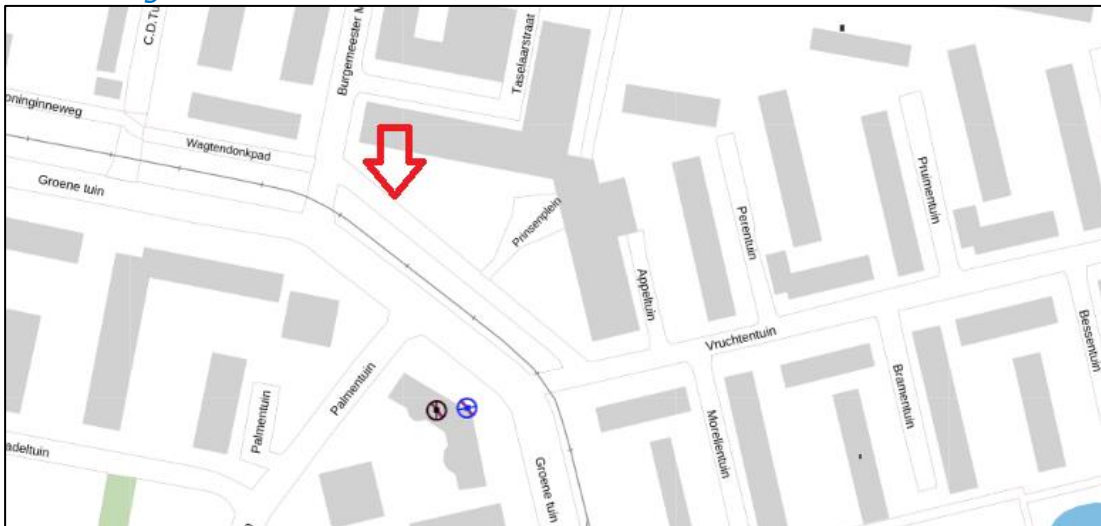 C.D.Tu
Burgemeester M
Taselaarstraat
oninginneweg
Wagtendonkpad
Groene tuin
Prinsenplein
Perentuin
Pruimentuin
Appeltuin
Vruchtentuin
Bessentuin
Palmentuin
Palmentuin
Bramentuin
Morellentuin
adeltuin
Groene tuin